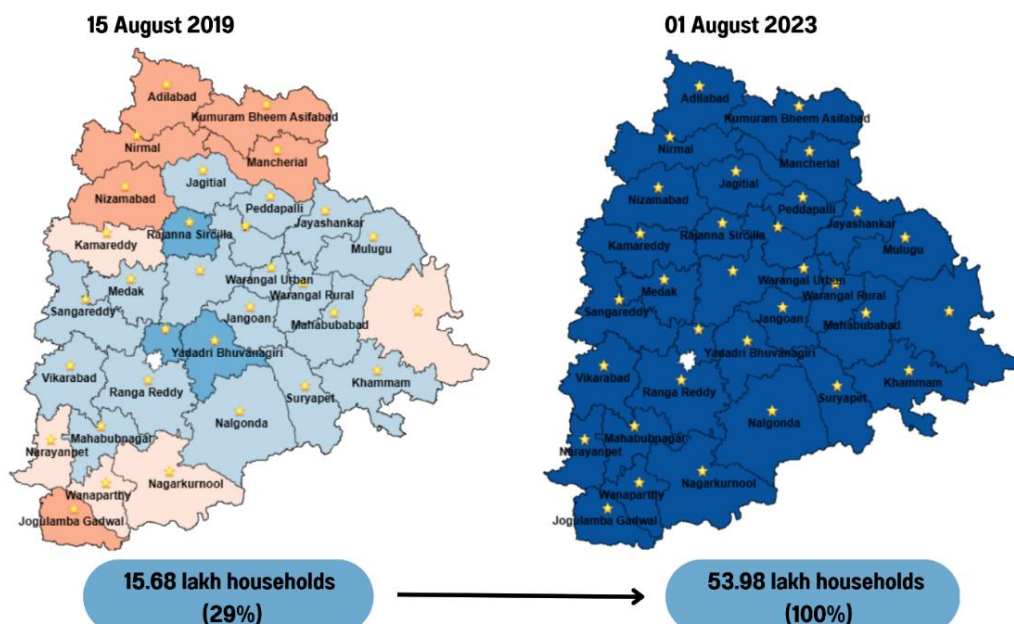 15 August 2019
01 August 2023
Adilabad
Kumuram Bheem Asifabad
Nirmal
Mancherial
Nizamabad
Jagitial
Peddapalli
Kamareddy
Rajanna Sircilla
Jayashankar
Mulugu
Medak
Warangal Urban
Sangareddy
Warangal Rural
Jangoan
Mahabubabad
Yadadri Bhuvanagiri
Vikarabad
Khammam
Ranga Reddy
Suryapet
Nalgonda
Mahabubnagar
Narayanpet
Nagarkurnool
Wanaparthy
Jogulamba Gadwal
Adilabad
Kumuram Bheem Asifabad
Nirmal
Mancherial
Nizamabad
Jagitial
Peddapalli
Kamareddy
Rajanna Sircilla
Jayashankar
Mulugu
Medak
Warangal Urban
Sangareddy
Warangal Rural
Jangoan
Mahabubabad
Yadadri Bhuvanagiri
Vikarabad
Khammam
Ranga Reddy
Suryapet
Nalgonda
Mahabubnagar
Narayanpet
Nagarkurnool
Wanaparthy
Jogulamba Gadwal
15.68 lakh households
(29%)
53.98 lakh households
(100%)